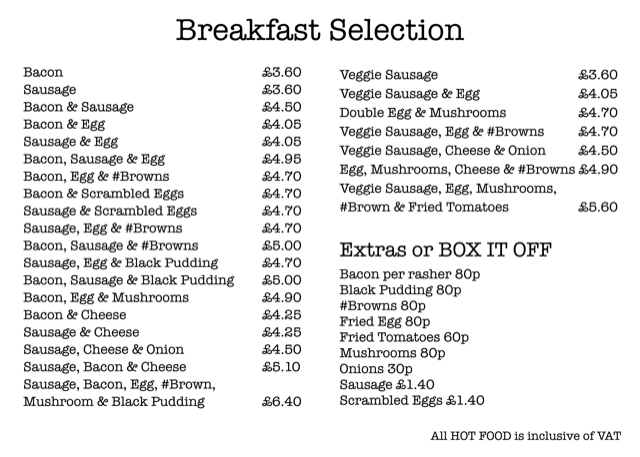 Breakfast Selection
Bacon £3.60
Sausage £3.60
Bacon & Sausage £4.50
Bacon & Egg £4.05
Sausage & Egg £4.05
Bacon, Sausage & Egg £4.95
Bacon, Egg & #Browns £4.70
Bacon & Scrambled Eggs £4.70
Sausage & Scrambled Eggs £4.70
Sausage, Egg & #Browns £4.70
Bacon, Sausage & #Browns £5.00
Sausage, Egg & Black Pudding £4.70
Bacon, Sausage & Black Pudding £5.00
Bacon, Egg & Mushrooms £4.90
Bacon & Cheese £4.25
Sausage & Cheese £4.25
Sausage, Cheese & Onion £4.50
Sausage, Bacon & Cheese £5.10
Sausage, Bacon, Egg, #Brown,
Mushroom & Black Pudding £6.40
Veggie Sausage £3.60
Veggie Sausage & Egg £4.05
Double Egg & Mushrooms £4.70
Veggie Sausage, Egg & #Browns £4.70
Veggie Sausage, Cheese & Onion £4.50
Egg, Mushrooms, Cheese & #Browns £4.90
Veggie Sausage, Egg, Mushrooms,
#Brown & Fried Tomatoes £5.60
Extras or BOX IT OFF
Bacon per rasher 80p
Black Pudding 80p
#Browns 80p
Fried Egg 80p
Fried Tomatoes 60p
Mushrooms 80p
Onions 30p
Sausage £1.40
Scrambled Eggs £1.40
All HOT FOOD is inclusive of VAT